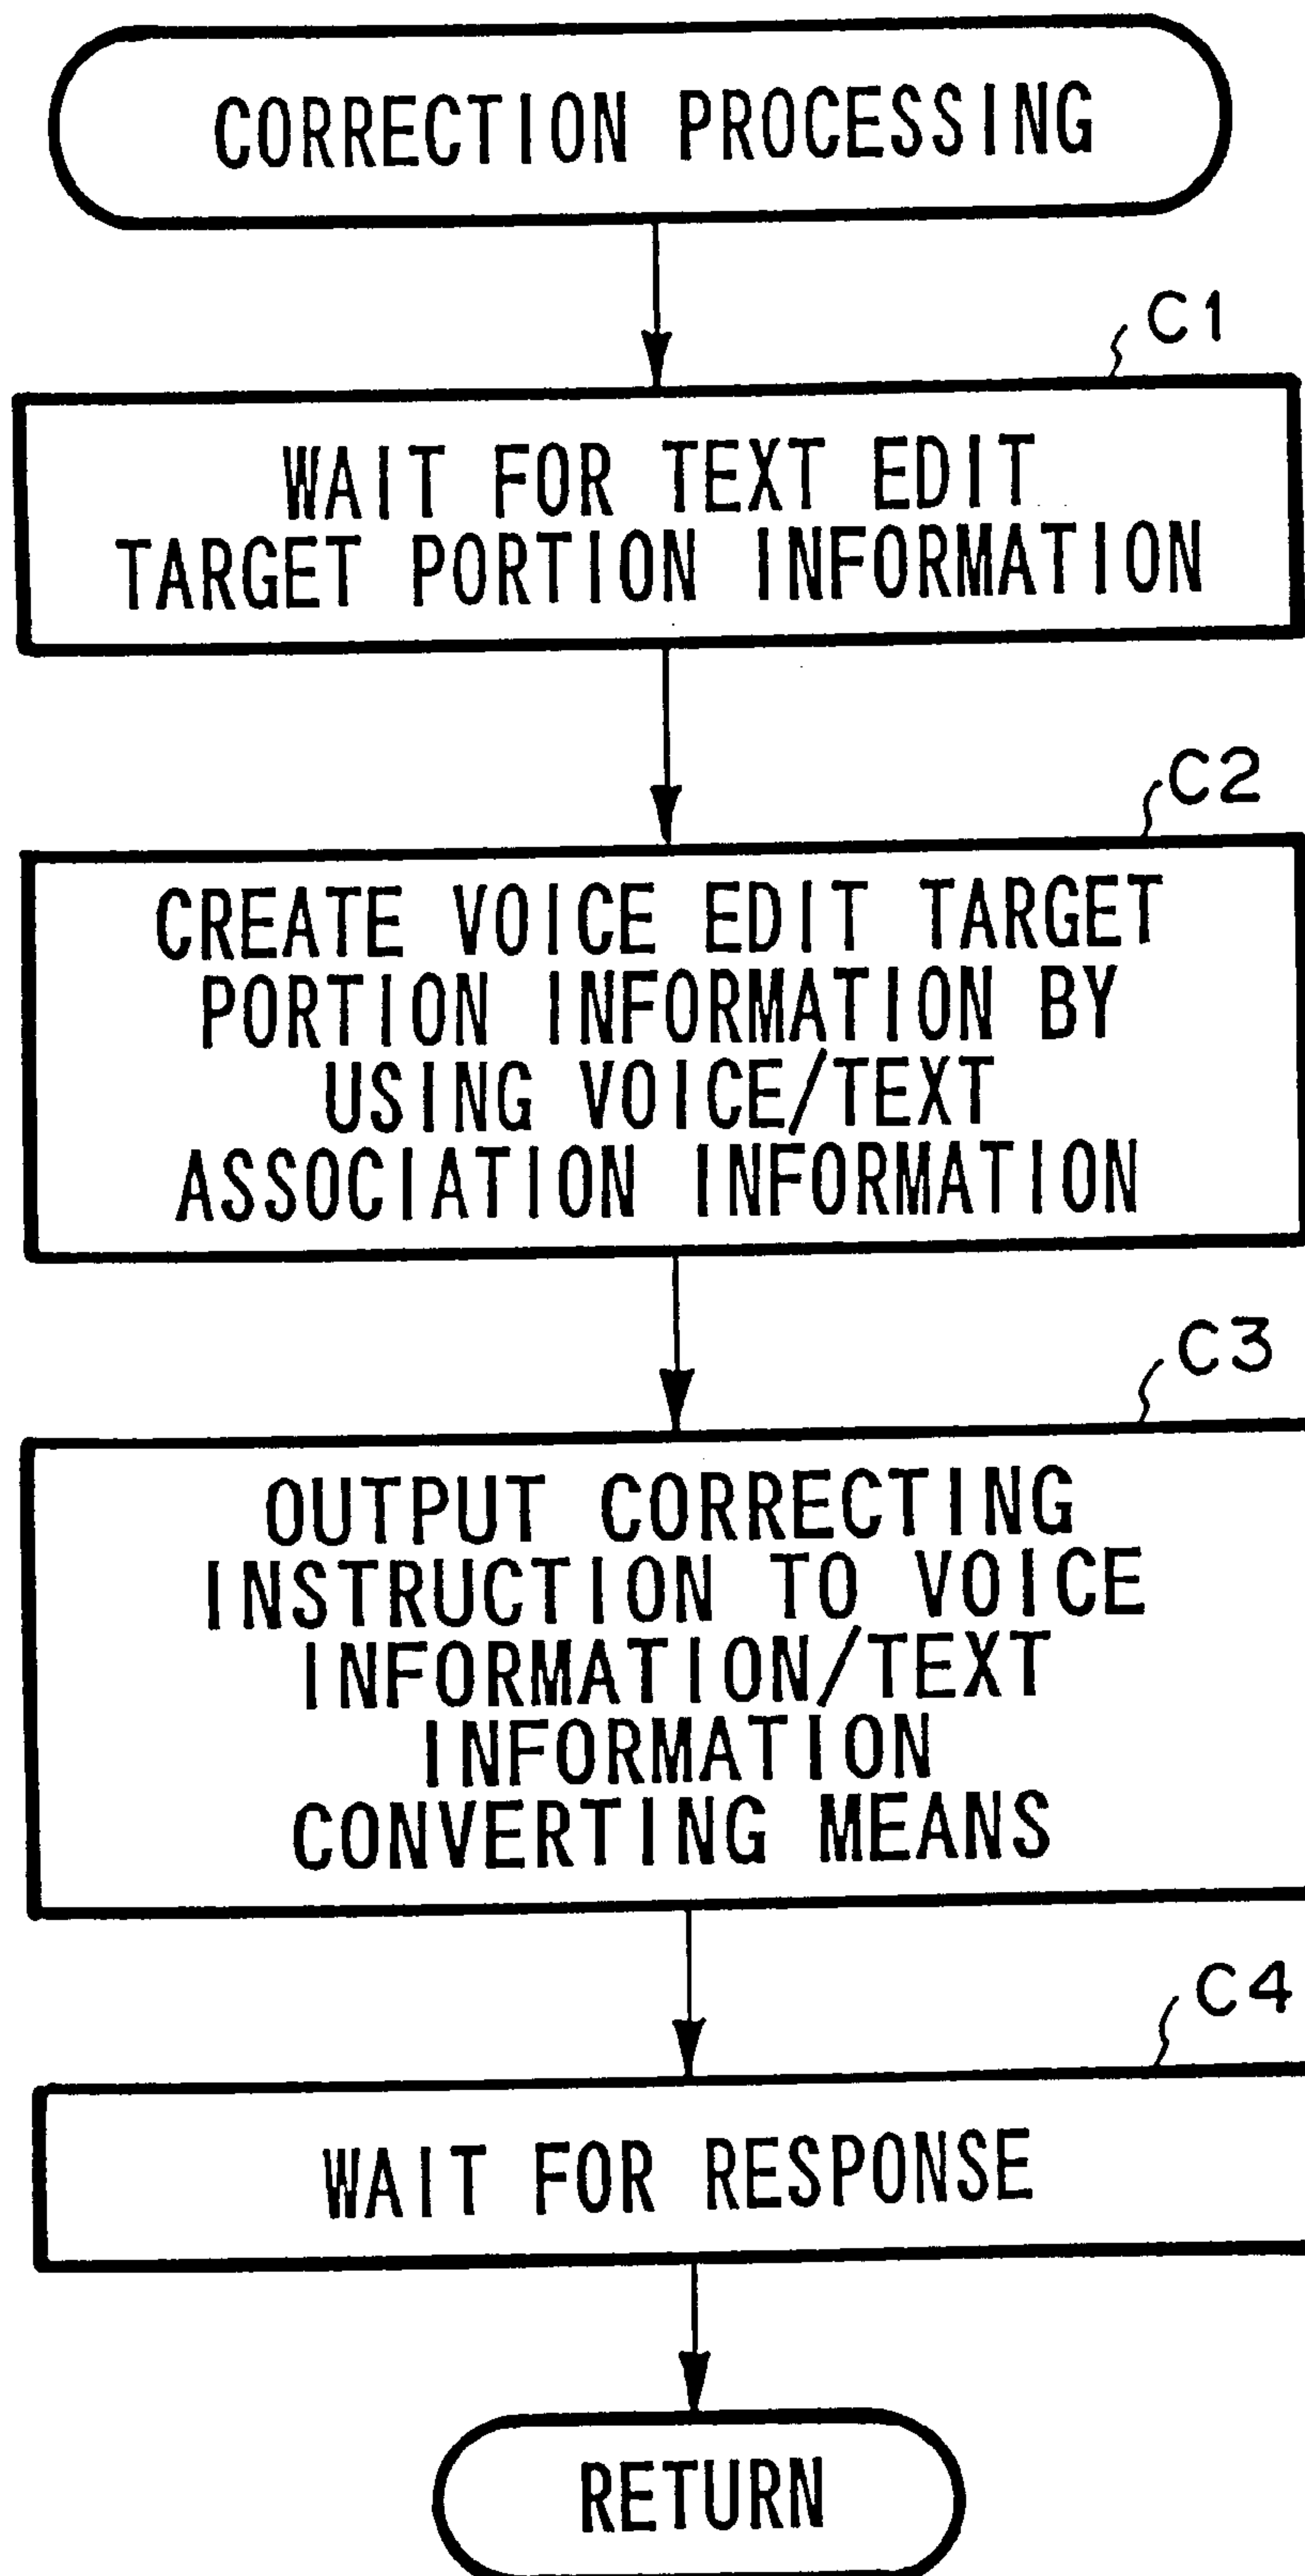 CORRECTION PROCESSING
C1
WAIT FOR TEXT EDIT
TARGET PORTION INFORMATION
C2
CREATE VOICE EDIT TARGET
PORTION INFORMATION BY
USING VOICE/TEXT
ASSOCIATION INFORMATION
C3
OUTPUT CORRECTING
INSTRUCTION TO VOICE
INFORMATION/TEXT
INFORMATION
CONVERTING MEANS
C4
WAIT FOR RESPONSE
RETURN